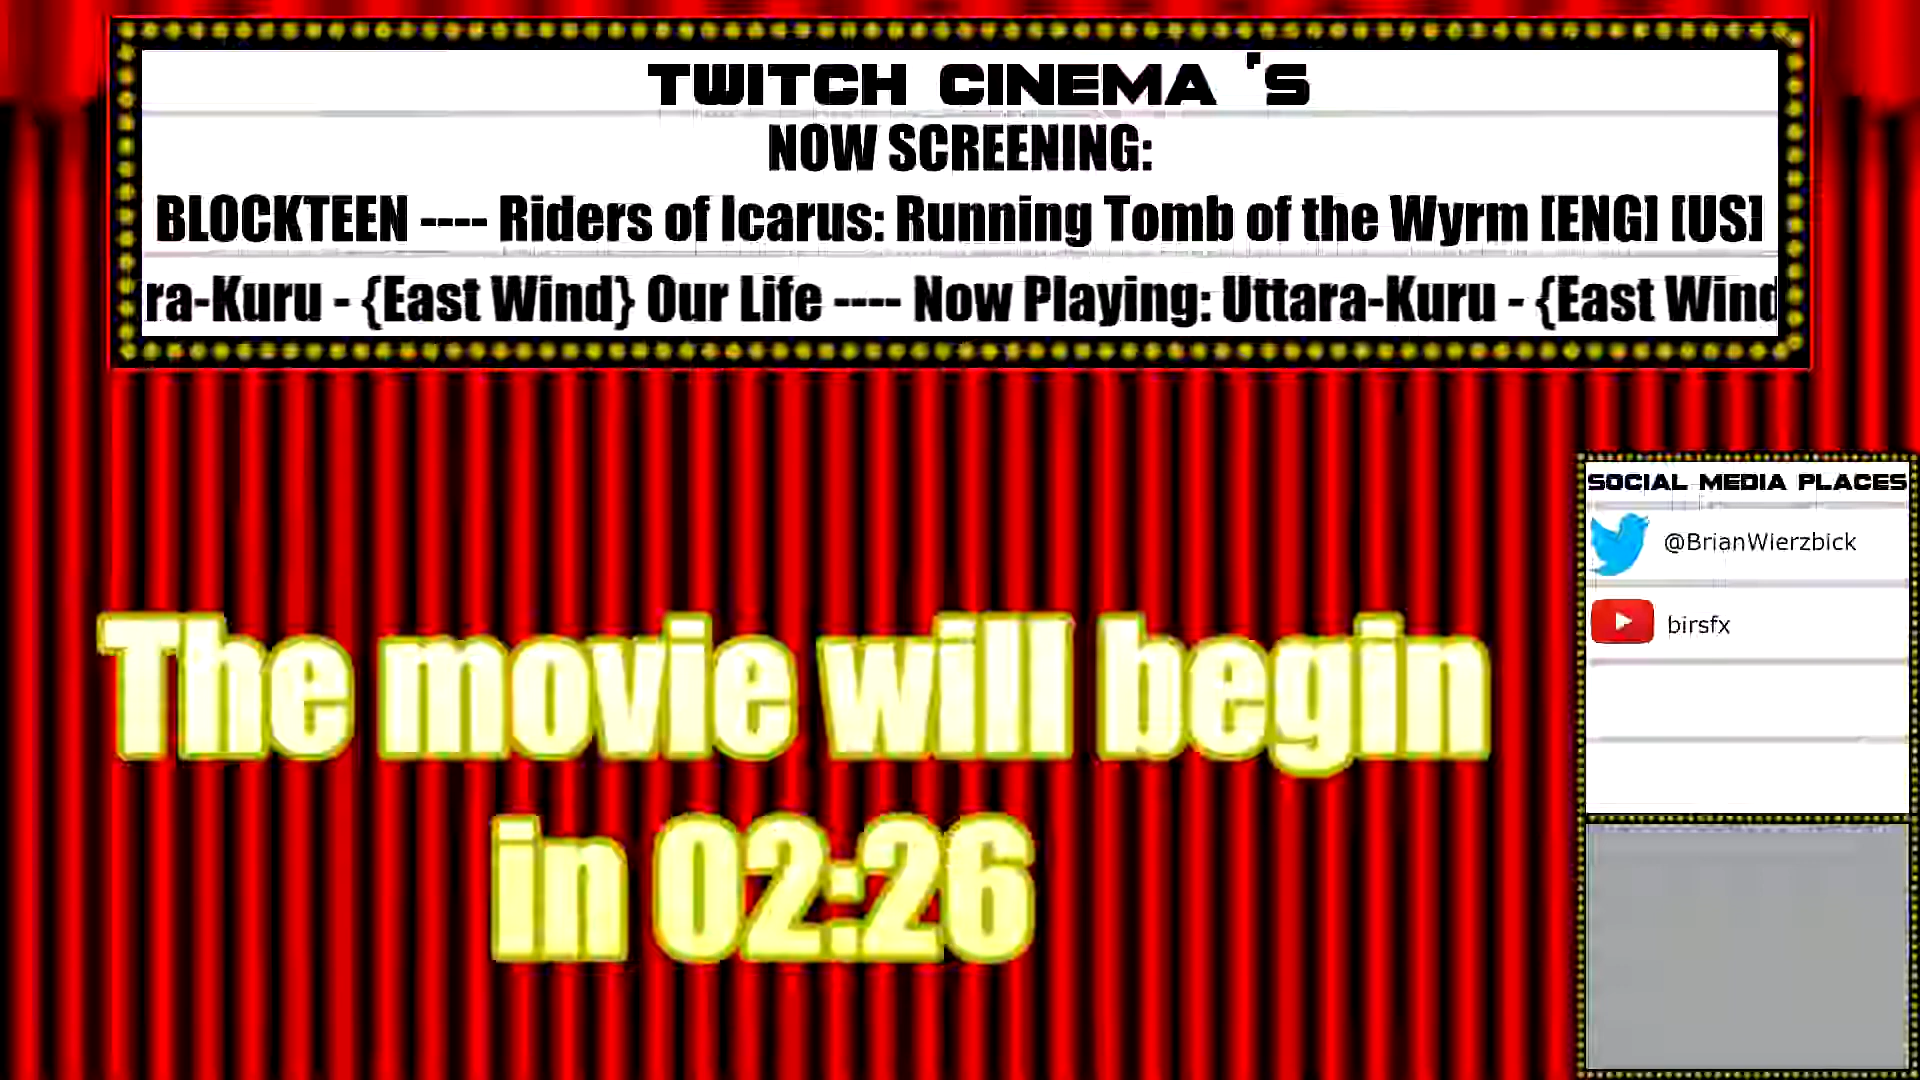 TWITCH CINEMA 'S
NOW SCREENING:
BLOCKTEEN ---- Riders of Icarus: Running Tomb of the Wyrm [ENG] [US]
ra-Kuru - {East Wind} Our Life ---- Now Playing: Uttara-Kuru - {East Wind
SOCIAL MEDIA PLACES
@BrianWierzbick
birsfx
The movie will begin
in 02:26